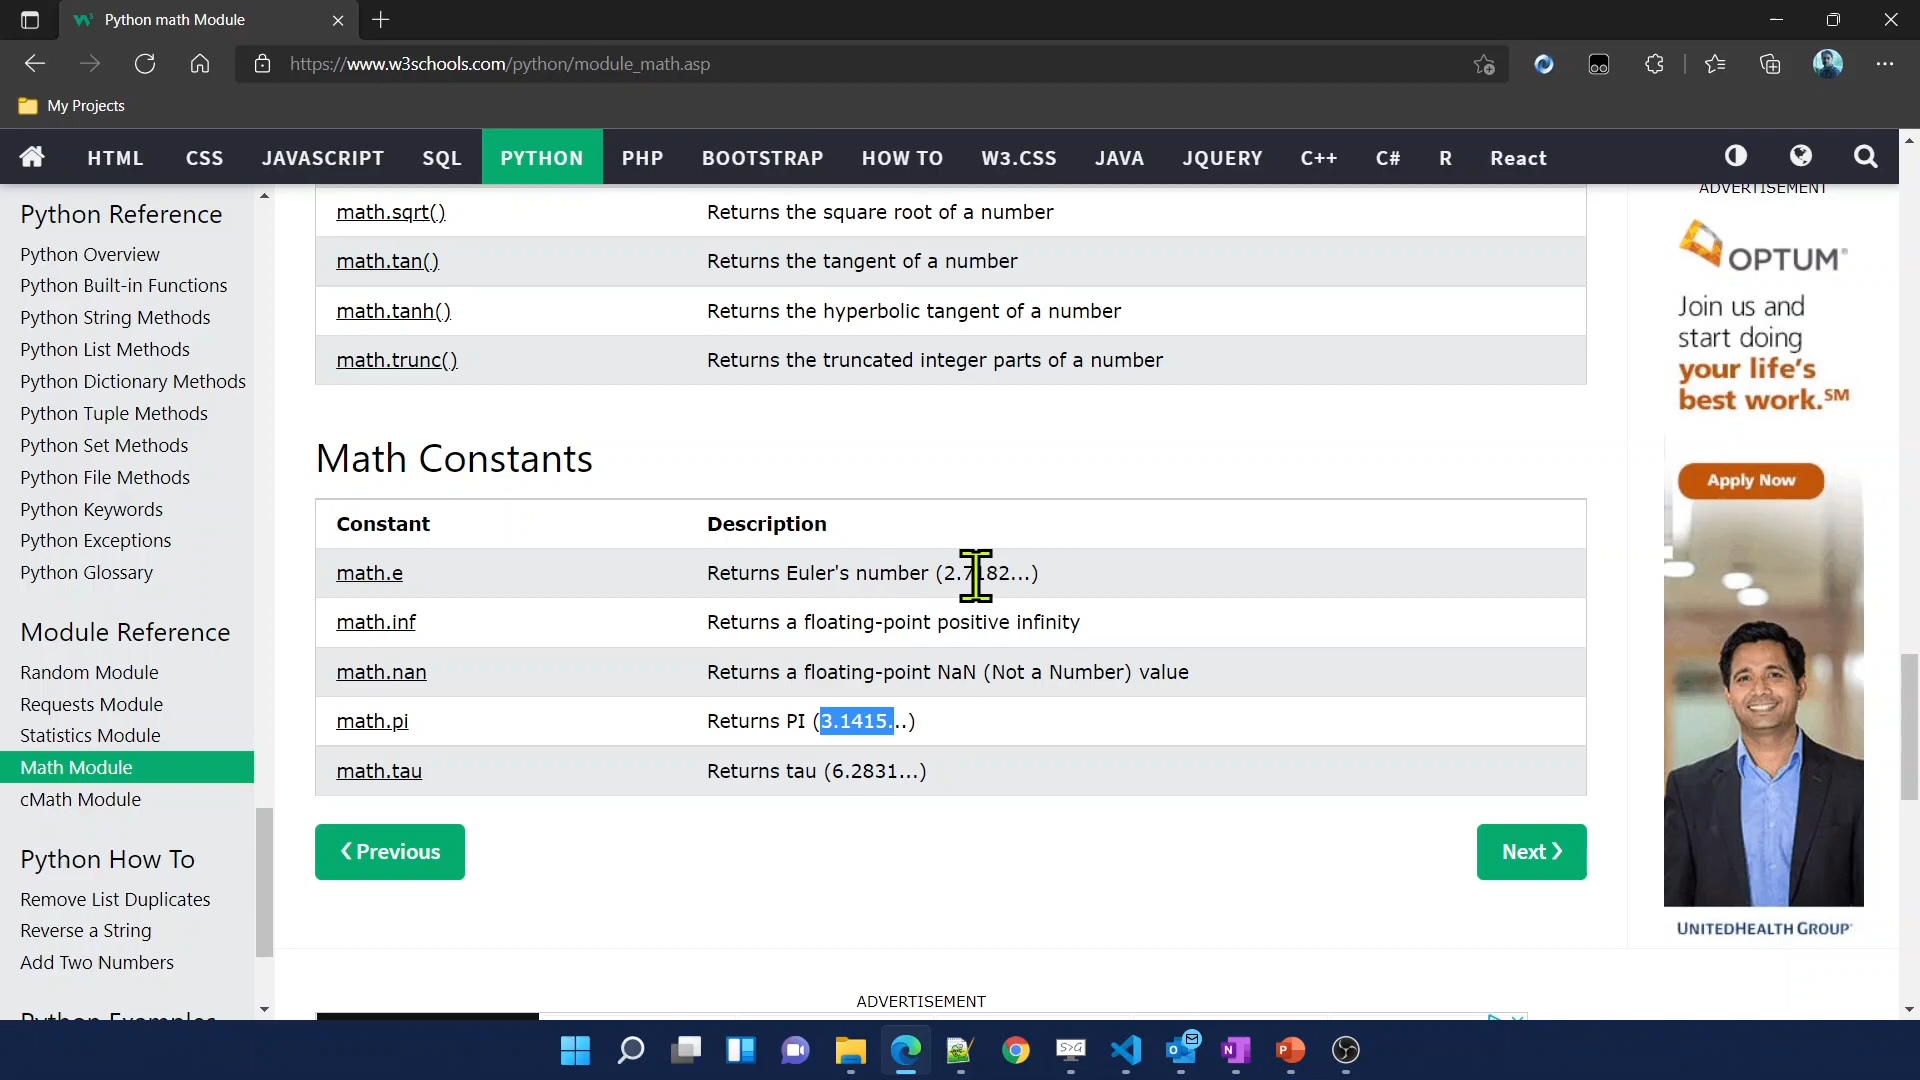 Python math Module
https://www.w3schools.com/python/module_math.asp
My Projects
HTML CSS JAVASCRIPT SQL PYTHON PHP BOOTSTRAP HOW TO W3.CSS JAVA JQUERY C++ C# R React
Python Reference
Python Overview
Python Built-in Functions
Python String Methods
Python List Methods
Python Dictionary Methods
Python Tuple Methods
Python Set Methods
Python File Methods
Python Keywords
Python Exceptions
Python Glossary
Module Reference
Random Module
Requests Module
Statistics Module
Math Module
cMath Module
Python How To
Remove List Duplicates
Reverse a String
Add Two Numbers
Python Examples
math.sqrt() Returns the square root of a number
math.tan() Returns the tangent of a number
math.tanh() Returns the hyperbolic tangent of a number
math.trunc() Returns the truncated integer parts of a number
Math Constants
Constant Description
math.e Returns Euler's number (2.7182...)
math.inf Returns a floating-point positive infinity
math.nan Returns a floating-point NaN (Not a Number) value
math.pi Returns PI (3.1415...)
math.tau Returns tau (6.2831...)
❮ Previous
Next ❯
ADVERTISEMENT
ADVERTISEMENT
OPTUM
Join us and
start doing
your life's
best work.SM
Apply Now
UNITEDHEALTH GROUP
S>G